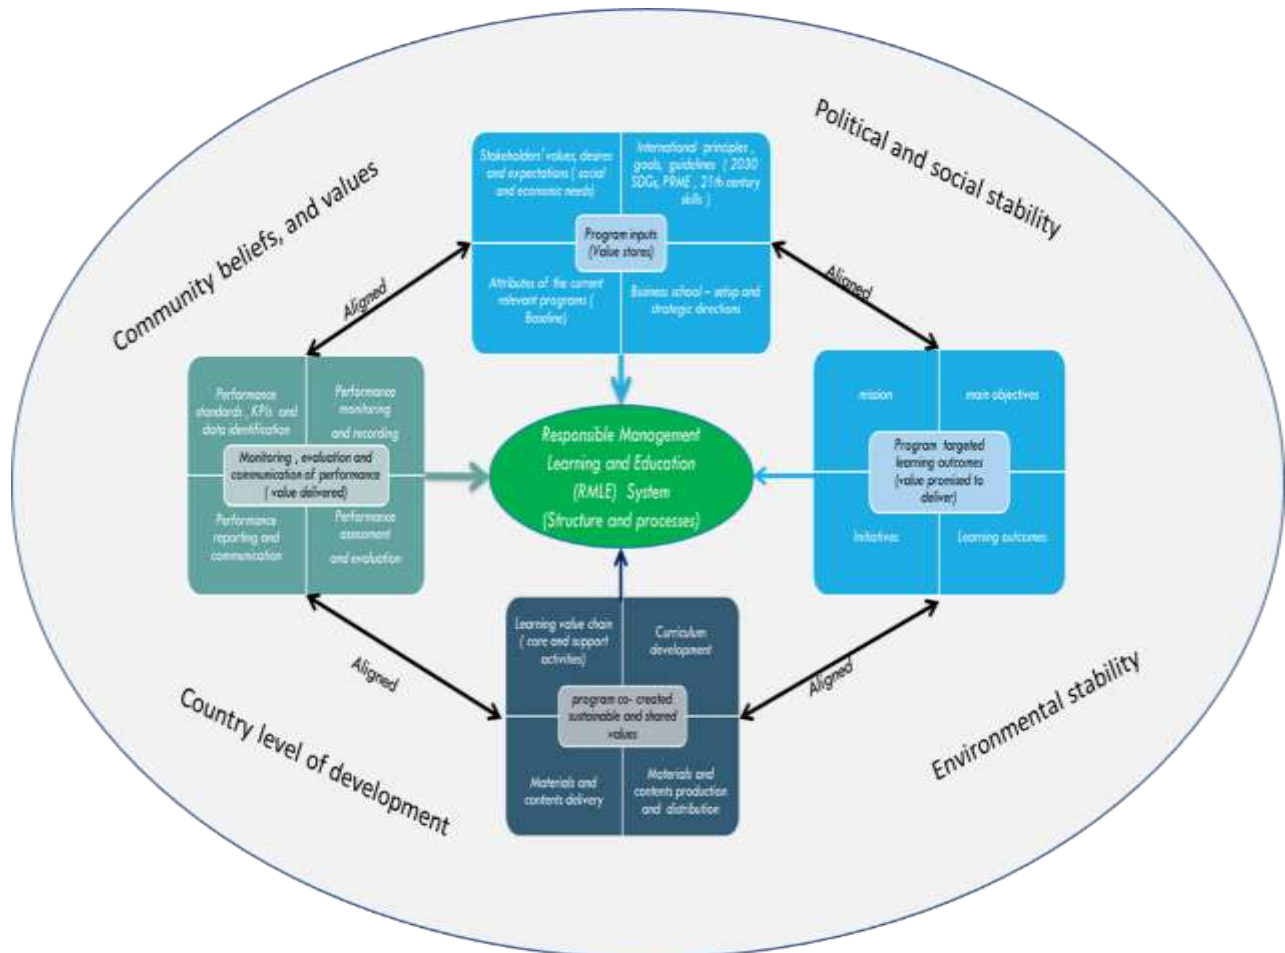 Political and social stability
Community beliefs, and values
Stakeholders' values, desires
and expectations ( social
and economic needs)
International principles ,
goals, guidelines ( 2030
SDGs, PRME , 21th century
skills )
Program inputs
(Value stores)
Attributes of the current
relevant programs (
Baseline)
Business school – setup and
strategic directions
Aligned
Aligned
Performance
standards , KPIs and
data identification
Performance
monitoring
and recording
Monitoring , evaluation and
communication of performance
( value delivered)
Performance
reporting and
communication
Performance
assessment
and evaluation
Responsible Management
Learning and Education
(RMLE) System
(Structure and processes)
mission
main objectives
Program targeted
learning outcomes
(value promised to
deliver)
Initiatives
Learning outcomes
Aligned
Aligned
Learning value chain
( core and support
activities)
Curriculum
development
program co- created
sustainable and shared
values
Materials and
contents delivery
Materials and
contents production
and distribution
Country level of development
Environmental stability